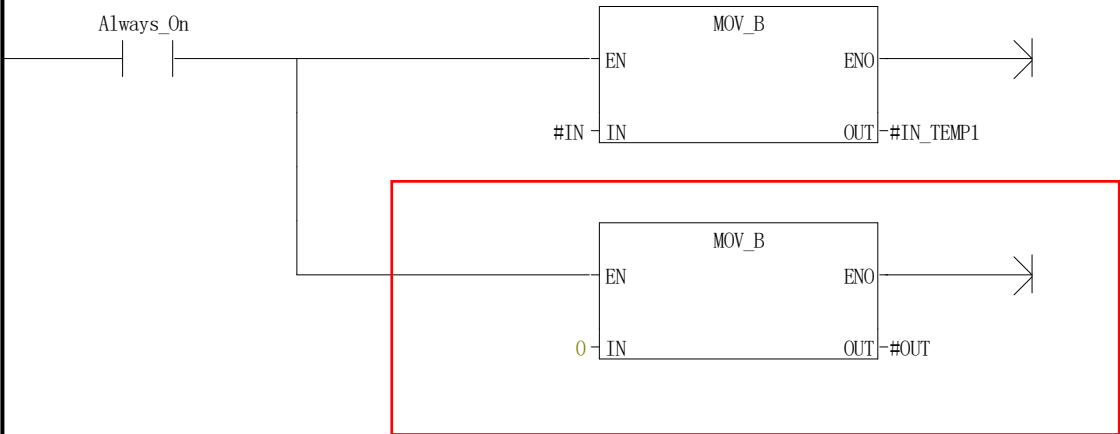 Always_On
MOV_B
EN ENO
#IN IN OUT #IN_TEMP1
MOV_B
EN ENO
0 IN OUT #OUT